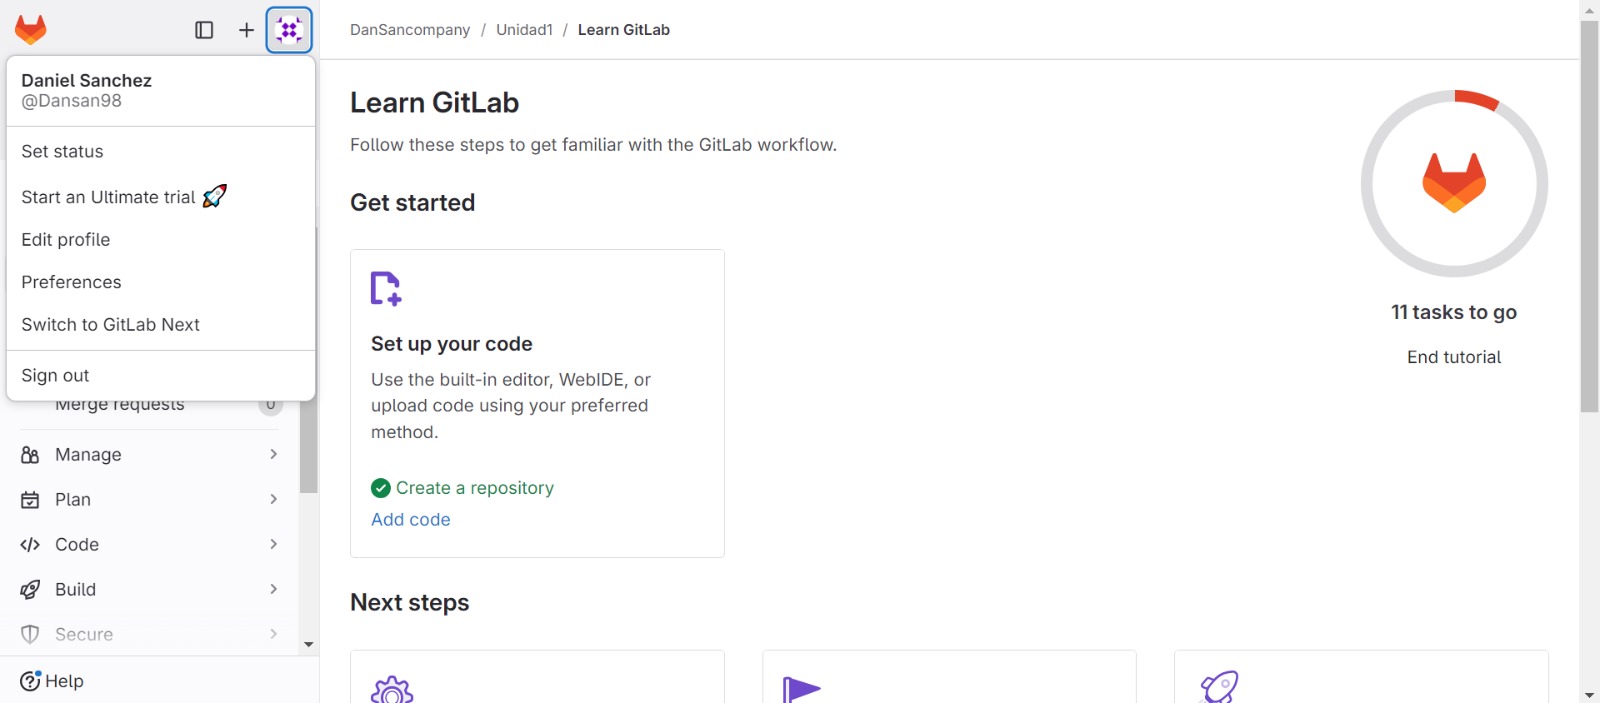 DanSancompany / Unidad1 / Learn GitLab
Daniel Sanchez
@Dansan98
Set status
Start an Ultimate trial 🚀
Edit profile
Preferences
Switch to GitLab Next
Sign out
Merge requests 0
Manage
Plan
Code
Build
Secure
Help
Learn GitLab
Follow these steps to get familiar with the GitLab workflow.
Get started
Set up your code
Use the built-in editor, WebIDE, or
upload code using your preferred
method.
Create a repository
Add code
Next steps
11 tasks to go
End tutorial